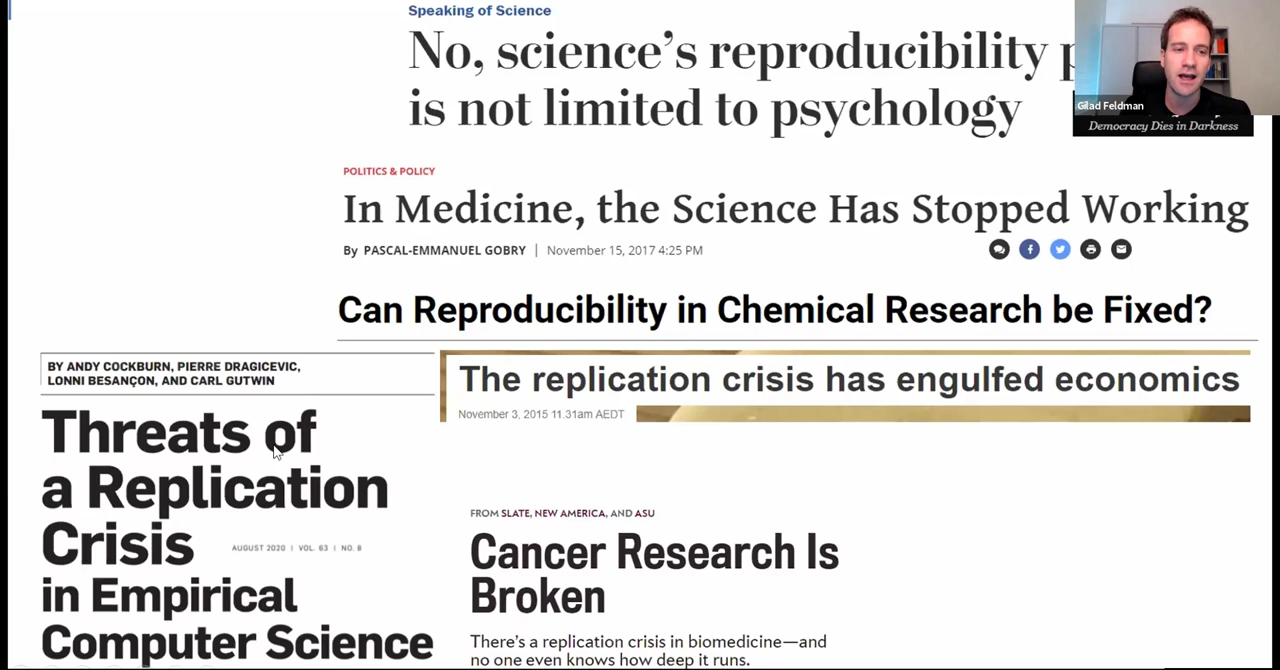 Speaking of Science
No, science's reproducibility
is not limited to psychology
Gilad Feldman
Democracy Dies in Darkness
POLITICS & POLICY
In Medicine, the Science Has Stopped Working
By PASCAL-EMMANUEL GOBRY | November 15, 2017 4:25 PM
Can Reproducibility in Chemical Research be Fixed?
BY ANDY COCKBURN, PIERRE DRAGICEVIC,
LONNI BESANÇON, AND CARL GUTWIN
Threats of
a Replication
Crisis
AUGUST 2020 | VOL. 63 | NO. 8
in Empirical
Computer Science
The replication crisis has engulfed economics
November 3, 2015 11.31am AEDT
FROM SLATE, NEW AMERICA, AND ASU
Cancer Research Is
Broken
There's a replication crisis in biomedicine—and
no one even knows how deep it runs.